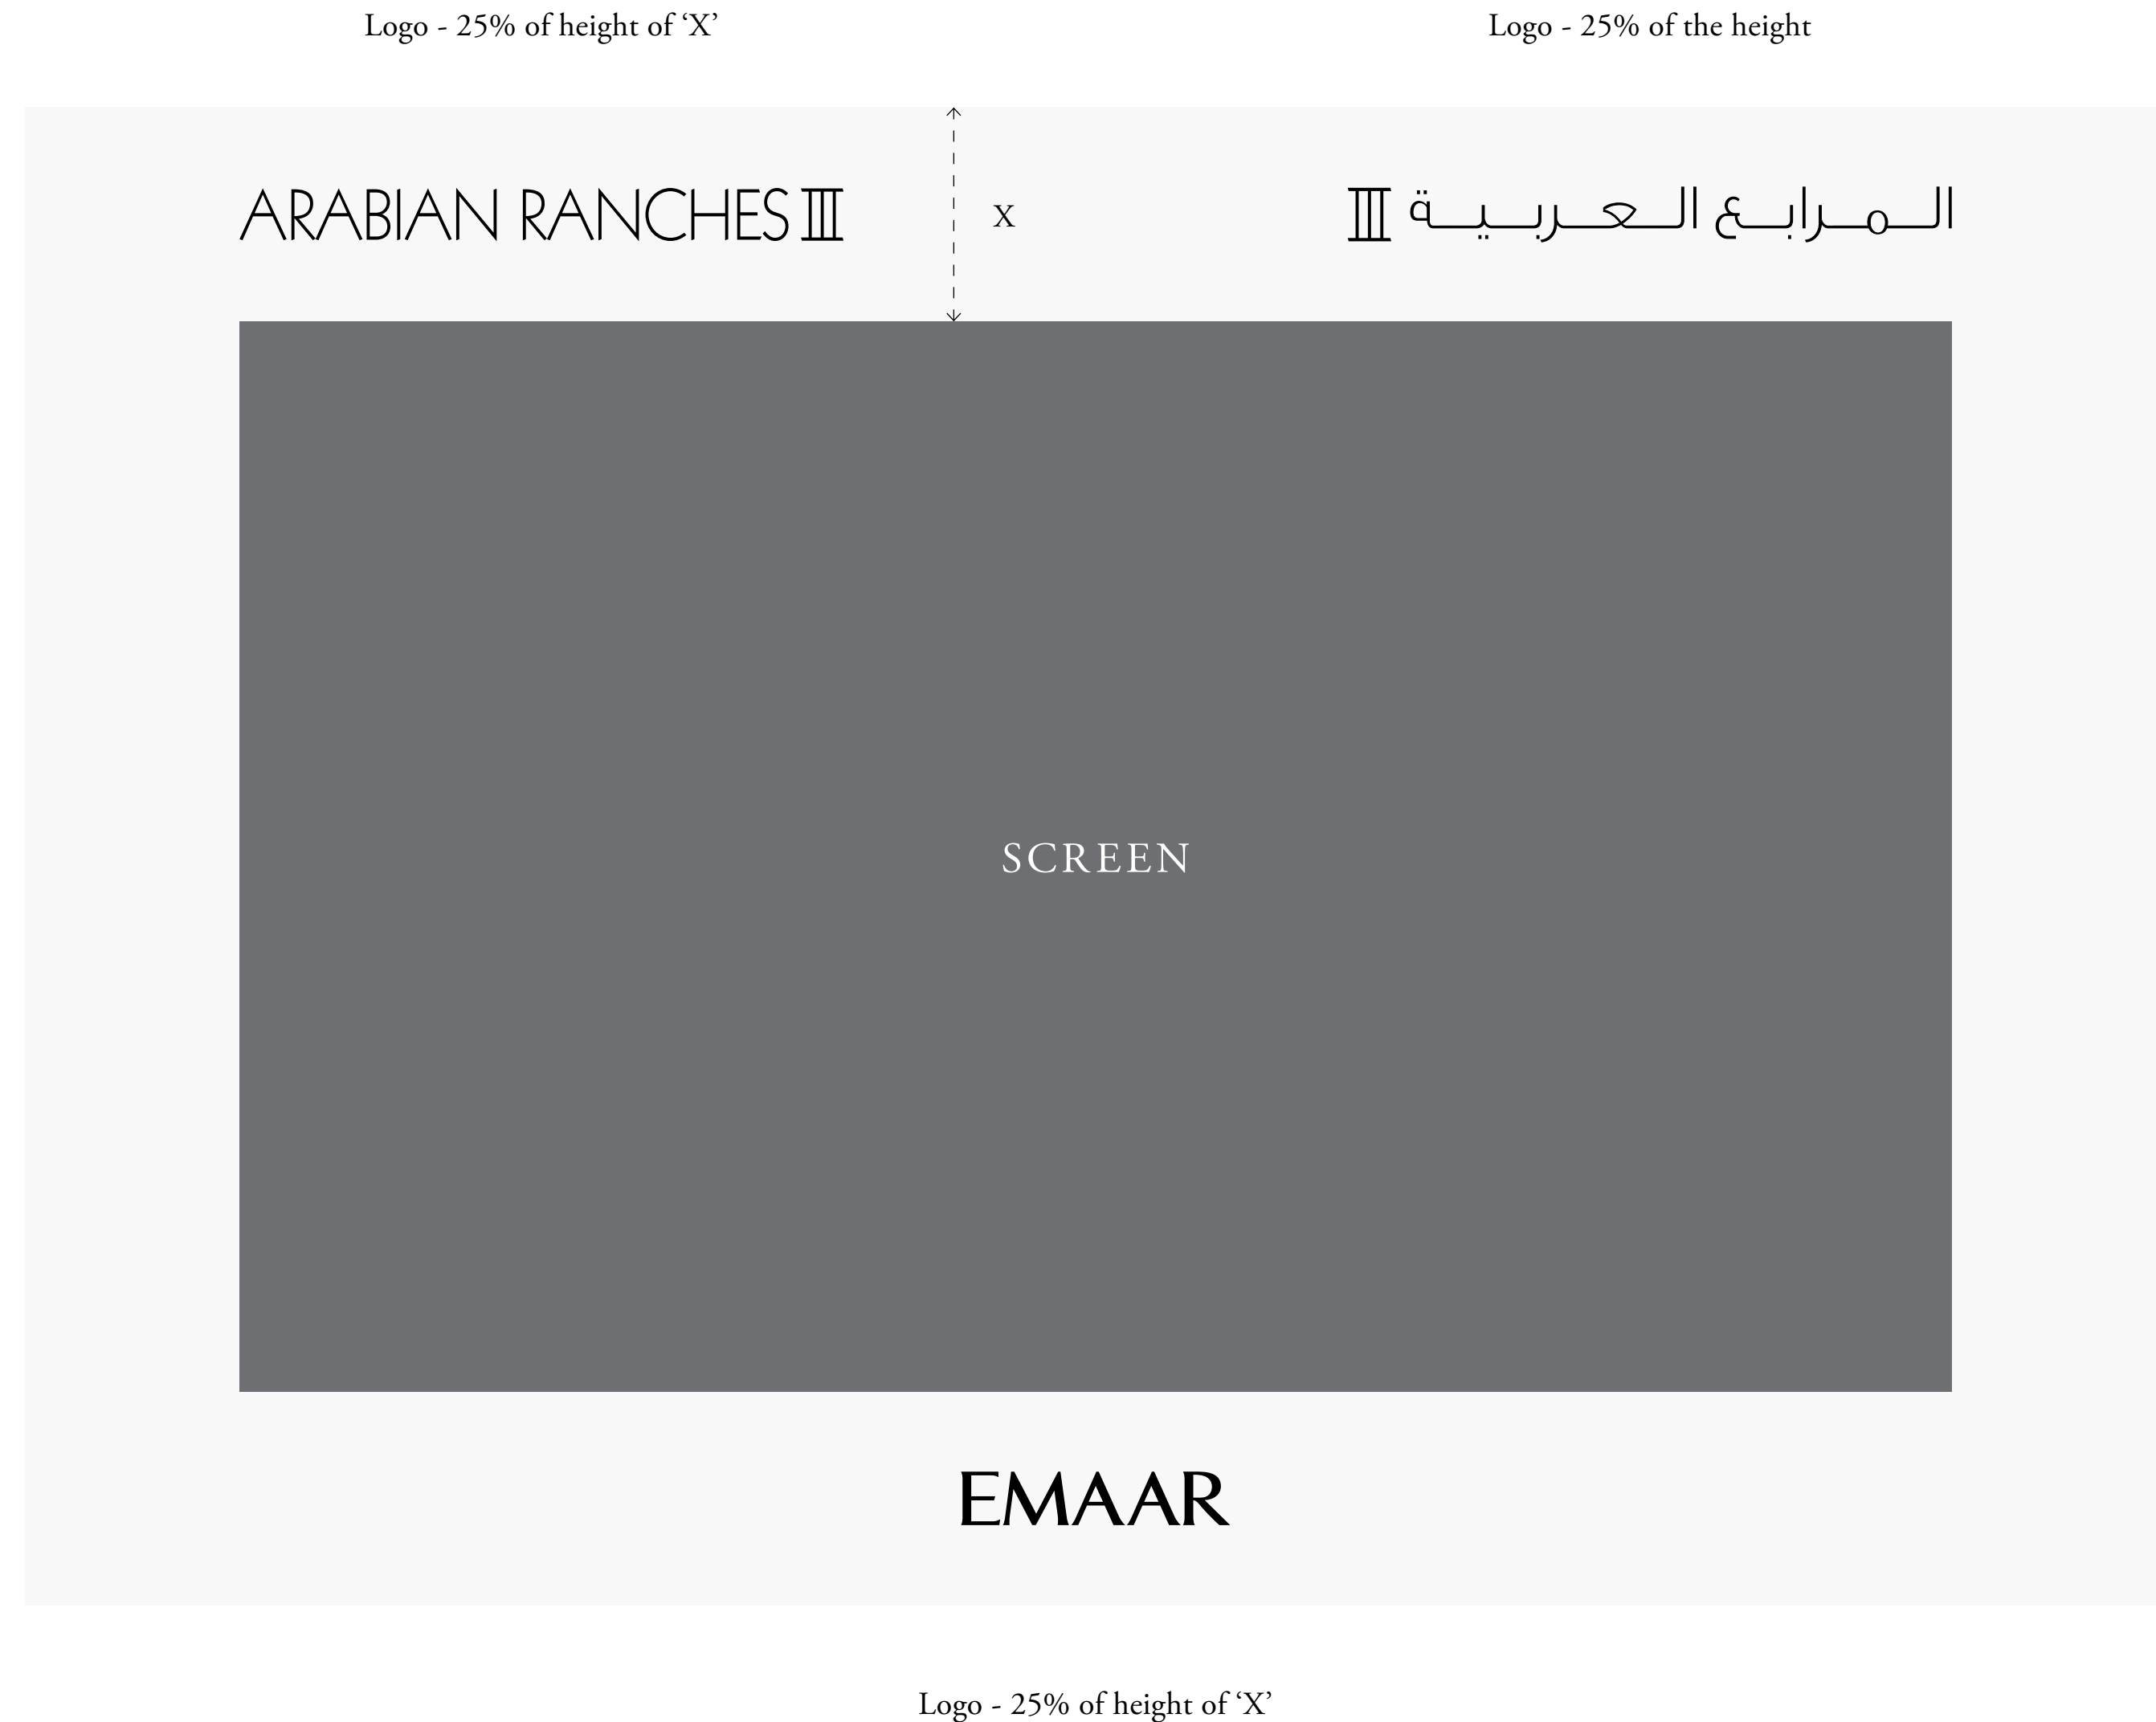 Logo - 25% of height of ‘X’
Logo - 25% of the height
ARABIAN RANCHES III
X
المرابع العربية III
SCREEN
EMAAR
Logo - 25% of height of ‘X’